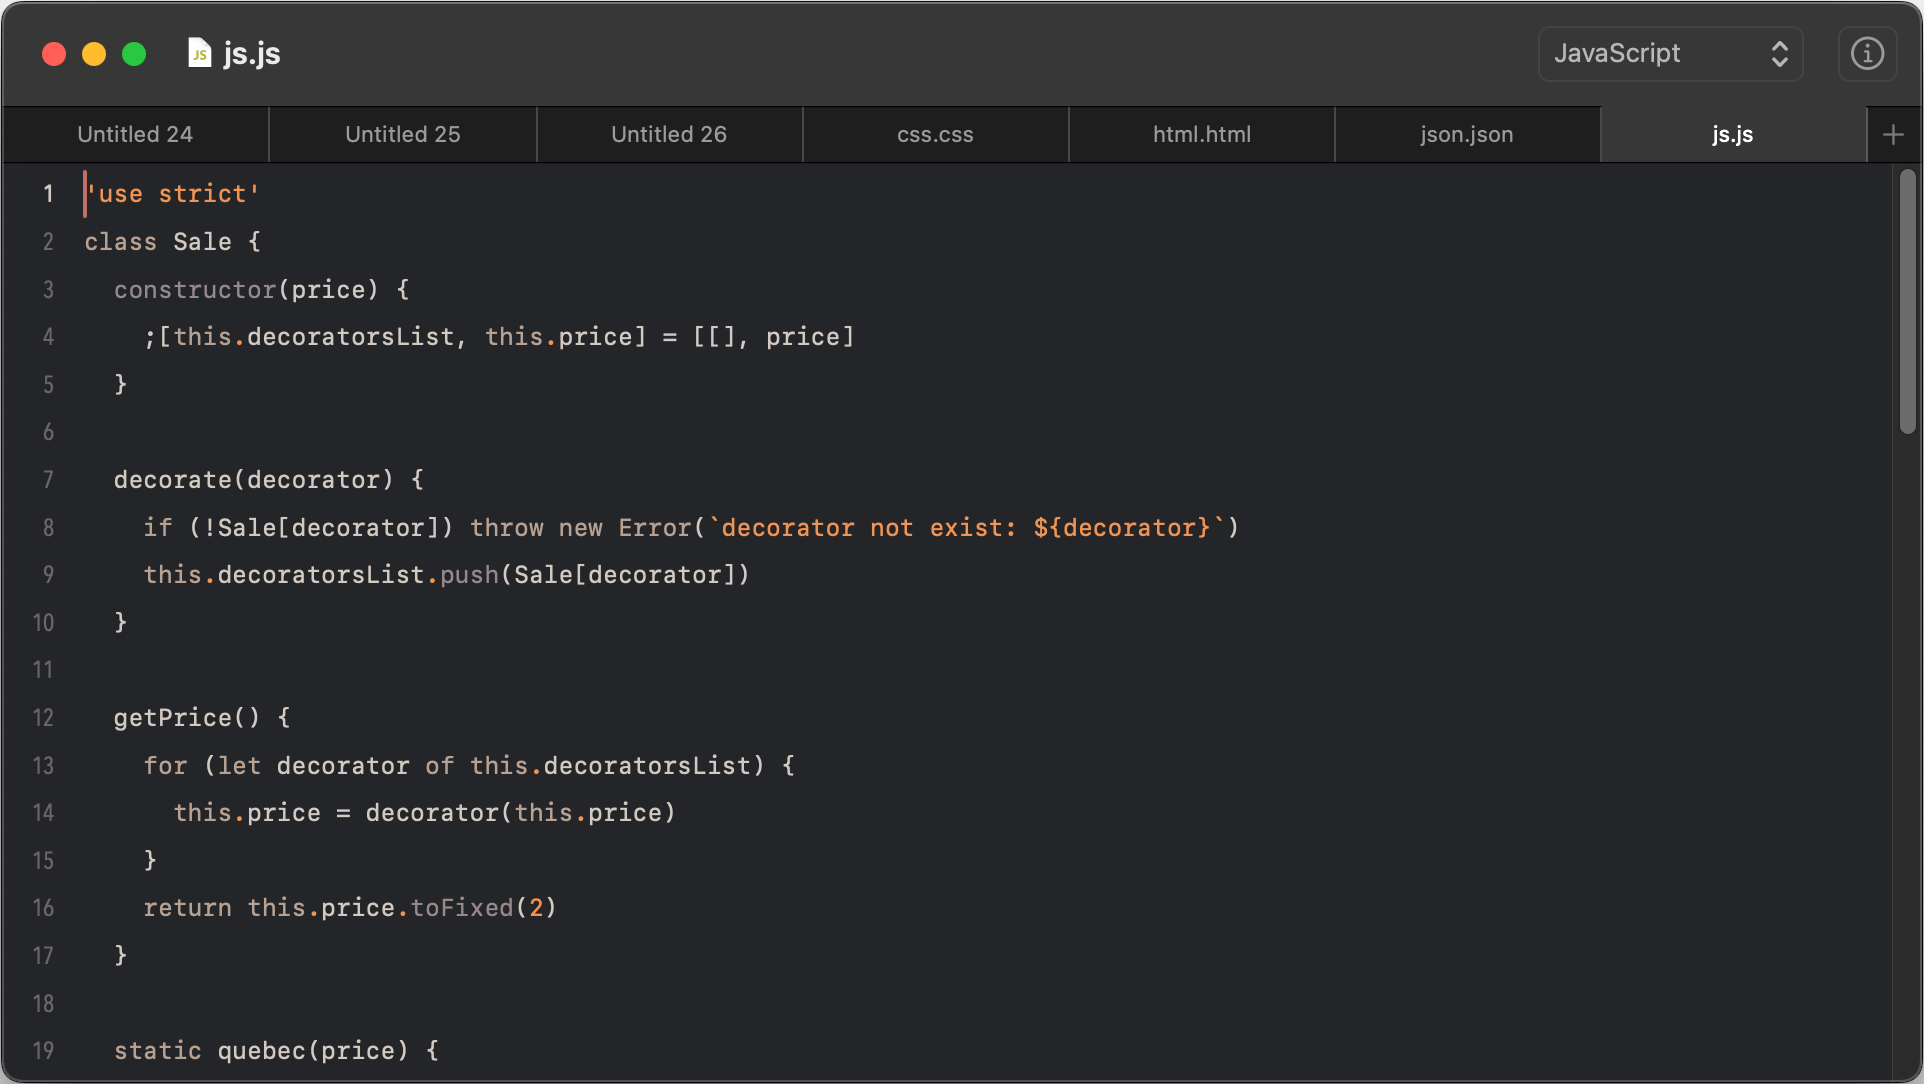 JS js.js JavaScript
Untitled 24 Untitled 25 Untitled 26 css.css html.html json.json js.js
1 'use strict'
2 class Sale {
3   constructor(price) {
4     ;[this.decoratorsList, this.price] = [[], price]
5   }
6
7   decorate(decorator) {
8     if (!Sale[decorator]) throw new Error(`decorator not exist: ${decorator}`)
9     this.decoratorsList.push(Sale[decorator])
10   }
11
12   getPrice() {
13     for (let decorator of this.decoratorsList) {
14       this.price = decorator(this.price)
15     }
16     return this.price.toFixed(2)
17   }
18
19   static quebec(price) {